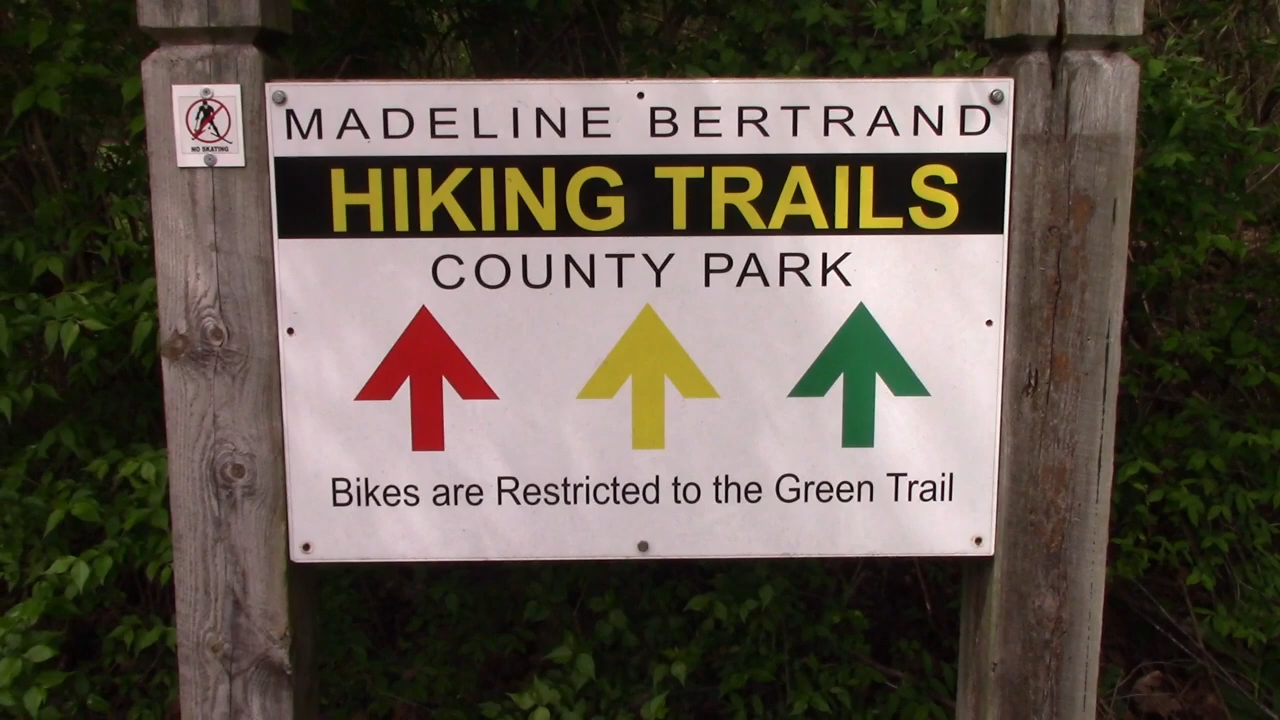 MADELINE BERTRAND
HIKING TRAILS
COUNTY PARK
Bikes are Restricted to the Green Trail
NO SKATING